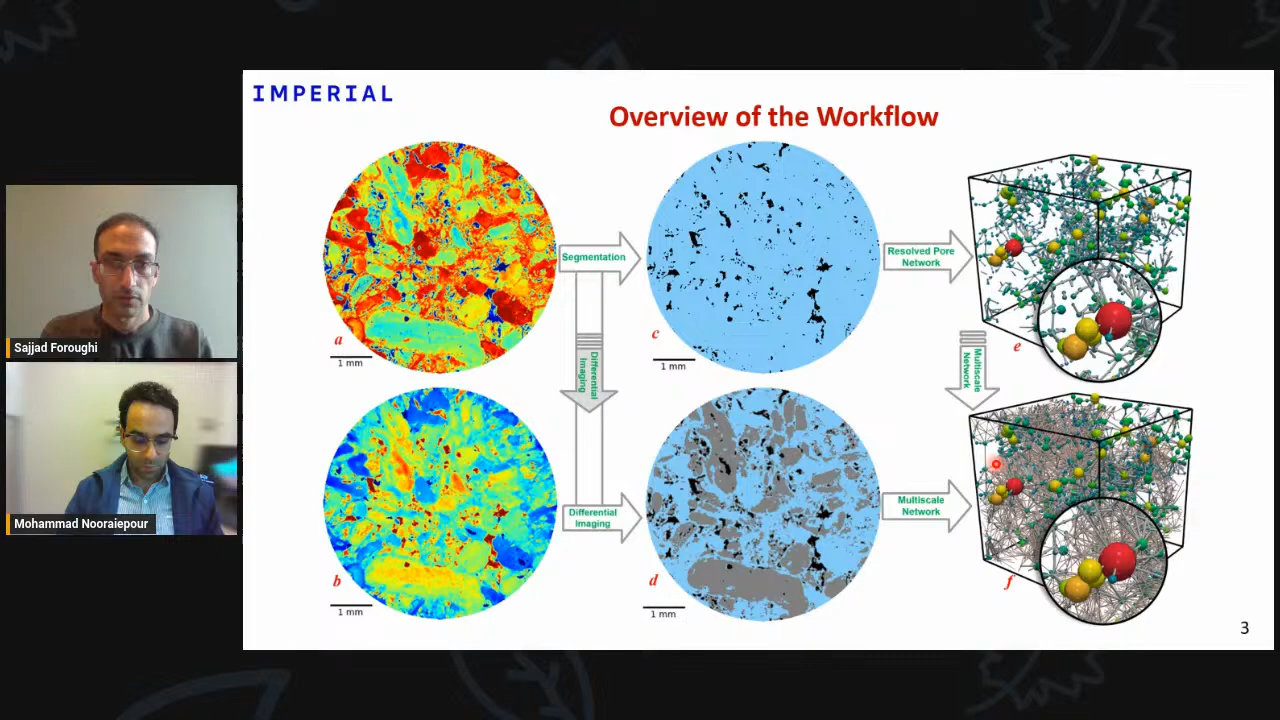 IMPERIAL
Overview of the Workflow
Segmentation
Resolved Pore
Network
a
1 mm
c
1 mm
e
Differential
Imaging
Multiscale
Network
Differential
Imaging
Multiscale
Network
b
1 mm
d
1 mm
f
3
Sajjad Foroughi
Mohammad Nooraiepour